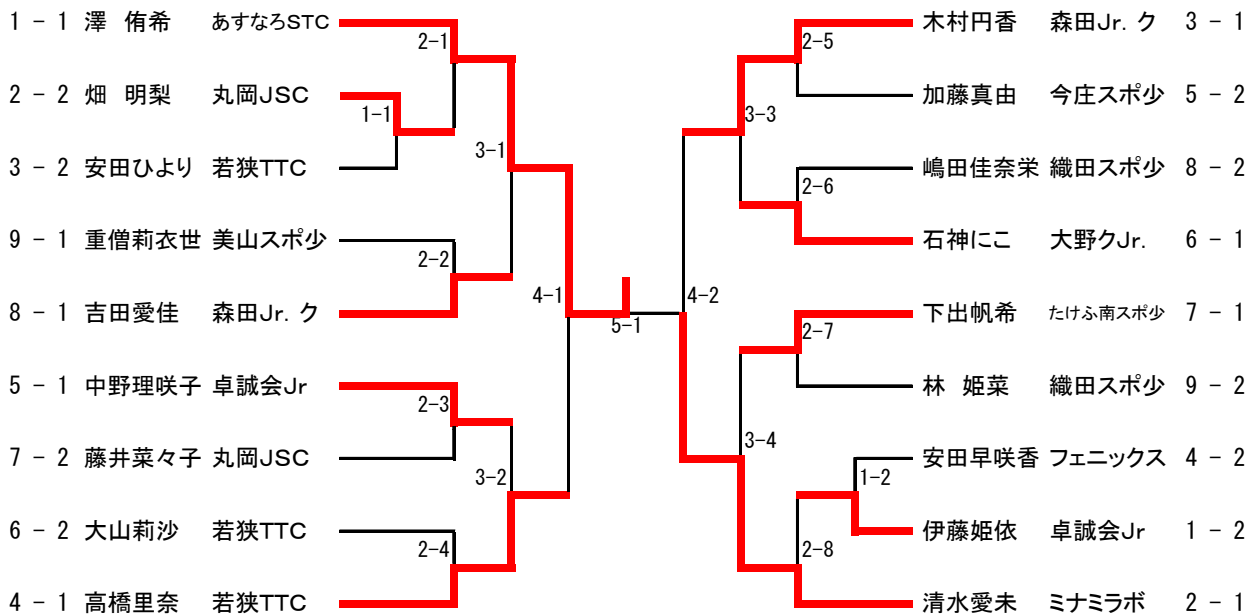 1 - 1 澤　侑希 あすなろSTC
2 - 2 畑　明梨 丸岡JSC
3 - 2 安田ひより 若狭TTC
9 - 1 重僧莉衣世 美山スポ少
8 - 1 吉田愛佳 森田Jr. ク
5 - 1 中野理咲子 卓誠会Jr
7 - 2 藤井菜々子 丸岡JSC
6 - 2 大山莉沙 若狭TTC
4 - 1 高橋里奈 若狭TTC
2-1
1-1
3-1
2-2
4-1
2-3
3-2
2-4
5-1
4-2
2-5
3-3
2-6
2-7
3-4
1-2
2-8
木村円香 森田Jr. ク 3 - 1
加藤真由 今庄スポ少 5 - 2
嶋田佳奈栄 織田スポ少 8 - 2
石神にこ 大野クJr. 6 - 1
下出帆希 たけふ南スポ少 7 - 1
林　姫菜 織田スポ少 9 - 2
安田早咲香 フェニックス 4 - 2
伊藤姫依 卓誠会Jr 1 - 2
清水愛未 ミナミラボ 2 - 1